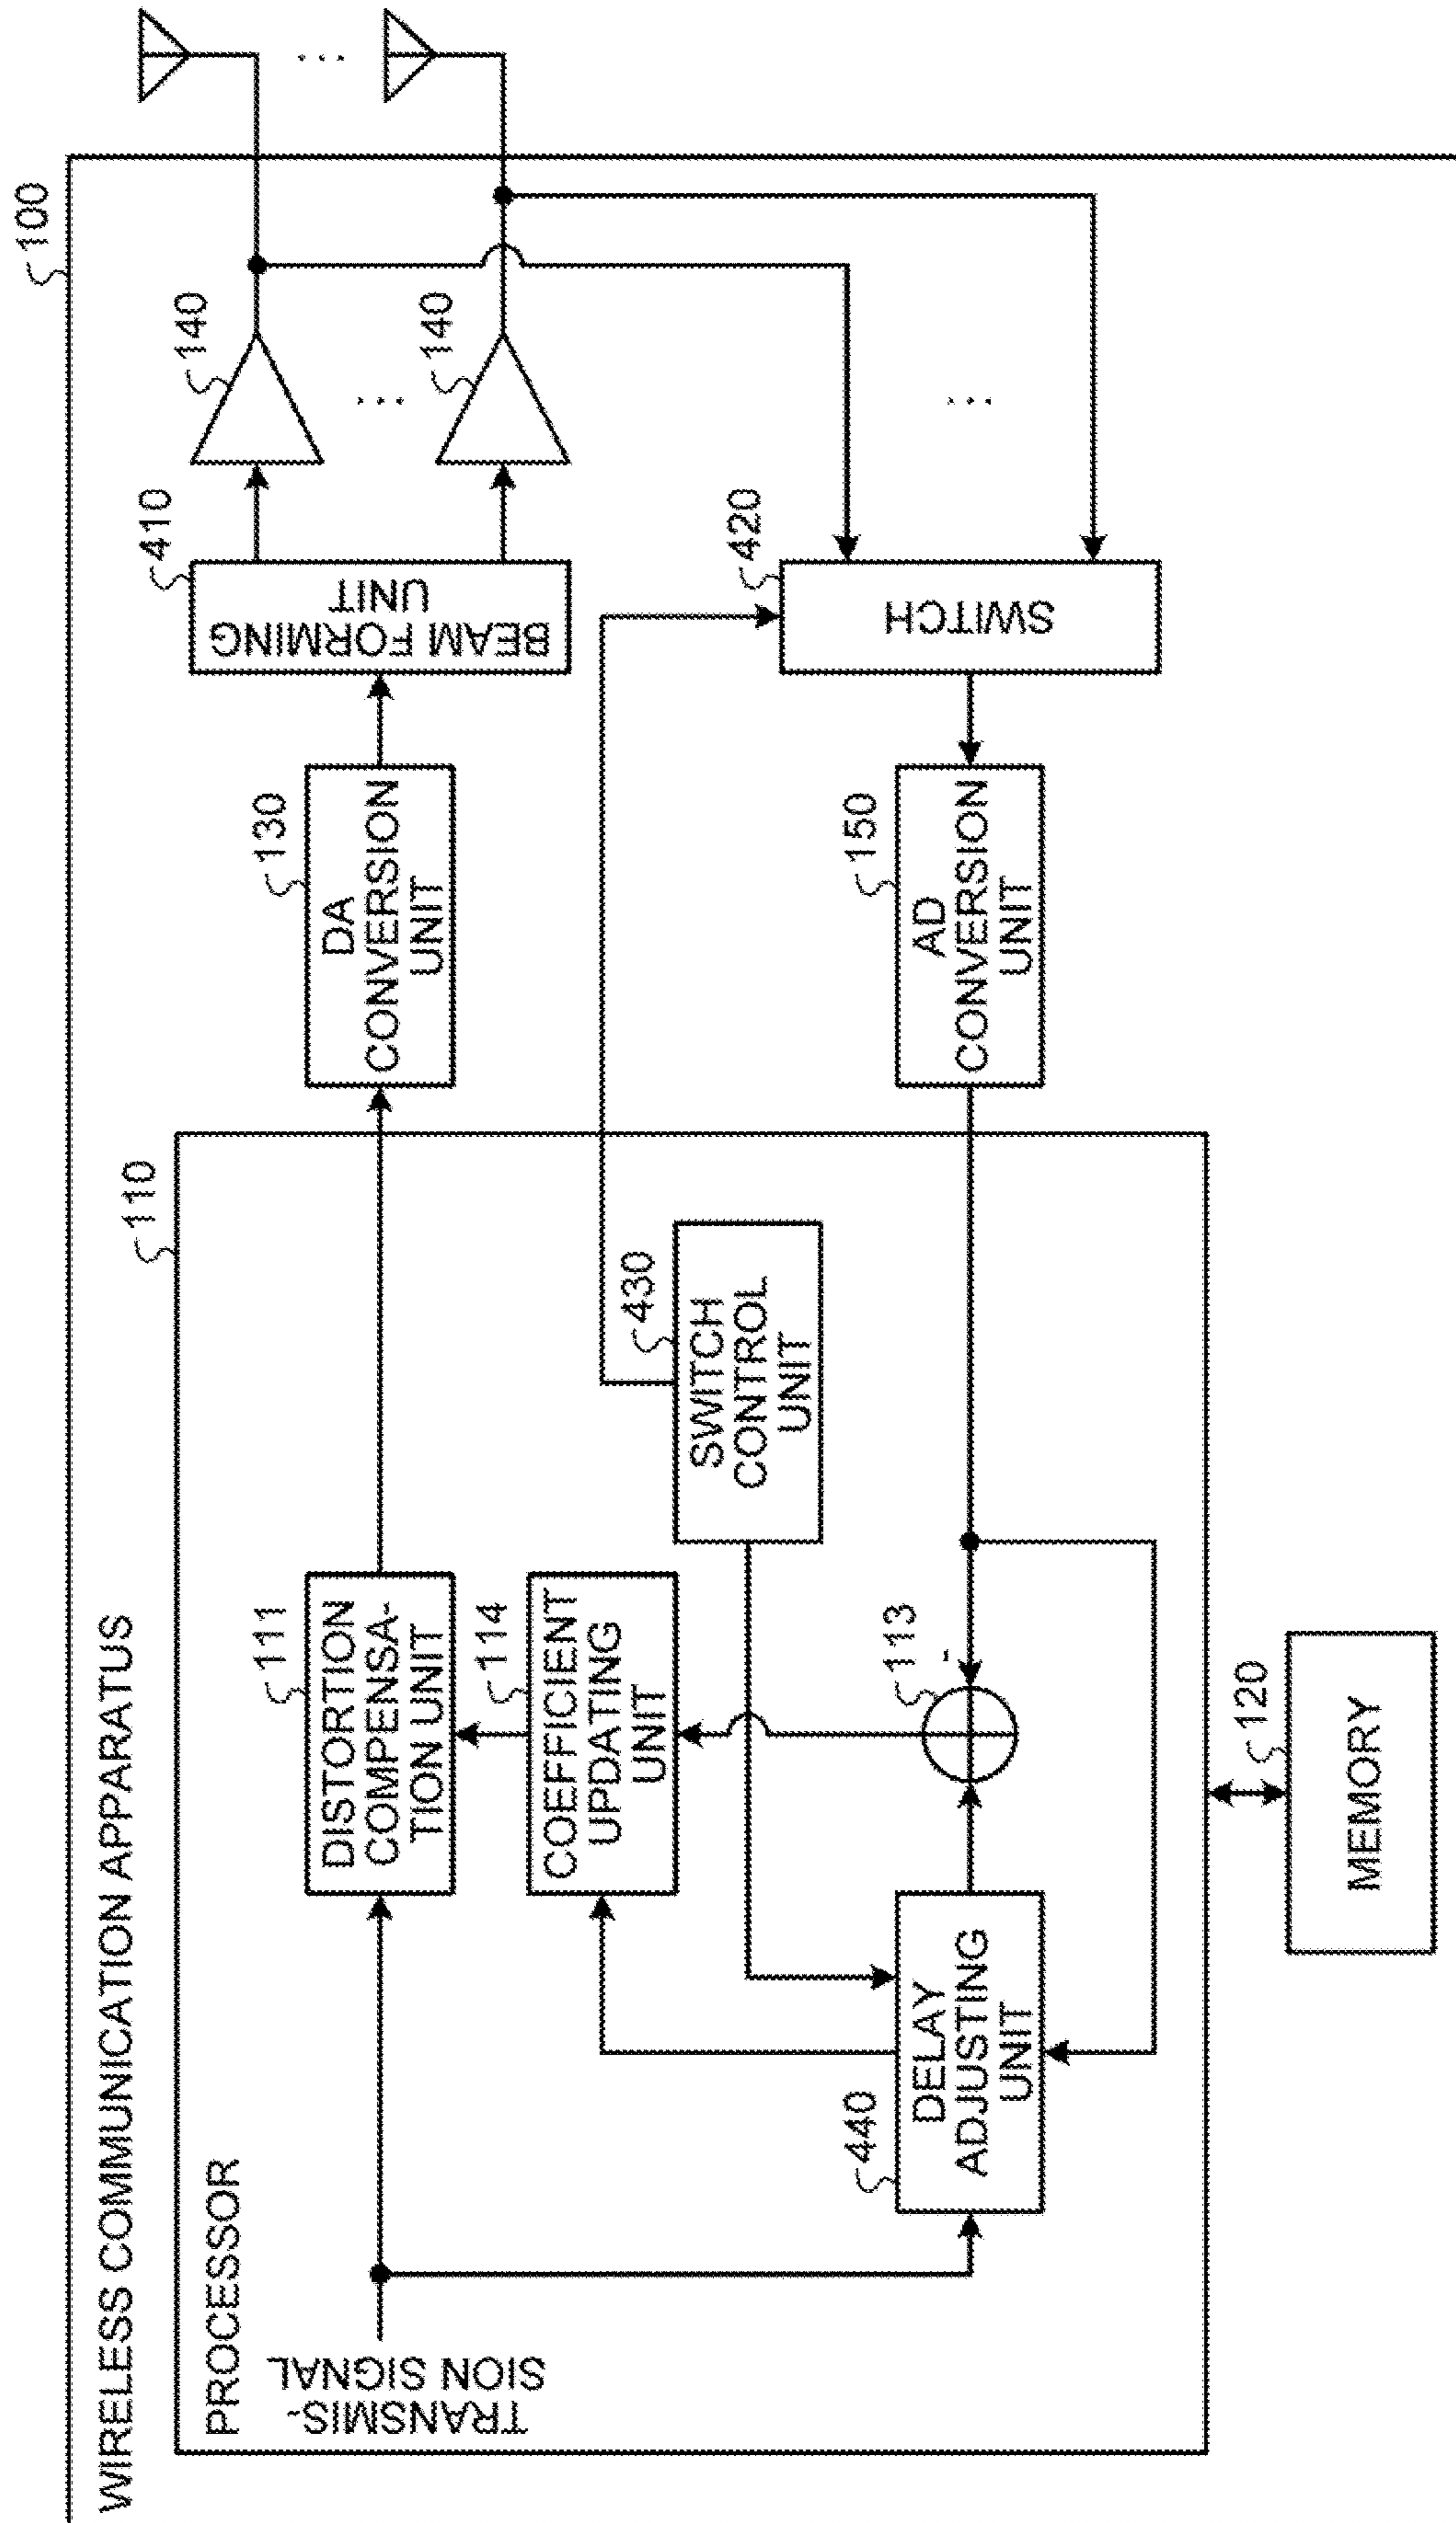 WIRELESS COMMUNICATION APPARATUS
100
PROCESSOR
110
TRANSMIS-
SION SIGNAL
DISTORTION
COMPENSA-
TION UNIT
111
COEFFICIENT
UPDATING
UNIT
114
SWITCH
CONTROL
UNIT
430
113
-
DELAY
ADJUSTING
UNIT
440
DA
CONVERSION
UNIT
130
BEAM FORMING
UNIT
410
140
...
140
...
SWITCH
420
...
AD
CONVERSION
UNIT
150
MEMORY
120